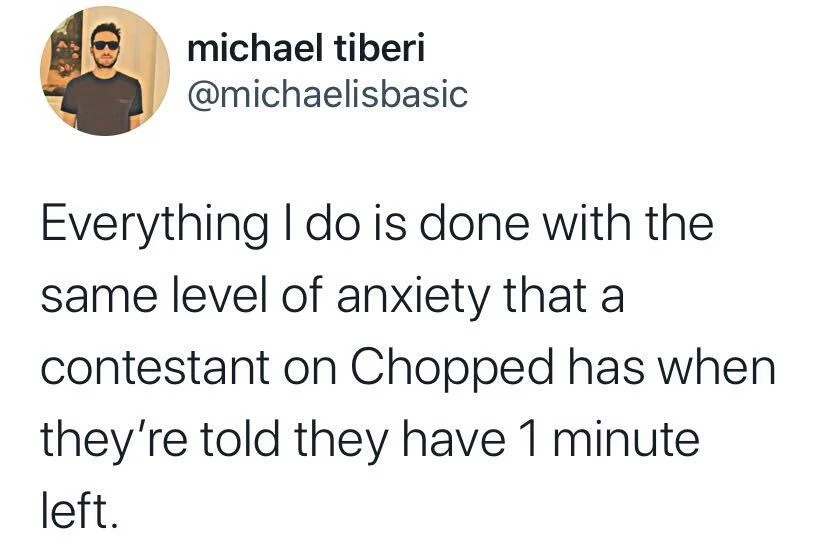 michael tiberi
@michaelisbasic
Everything I do is done with the
same level of anxiety that a
contestant on Chopped has when
they’re told they have 1 minute
left.